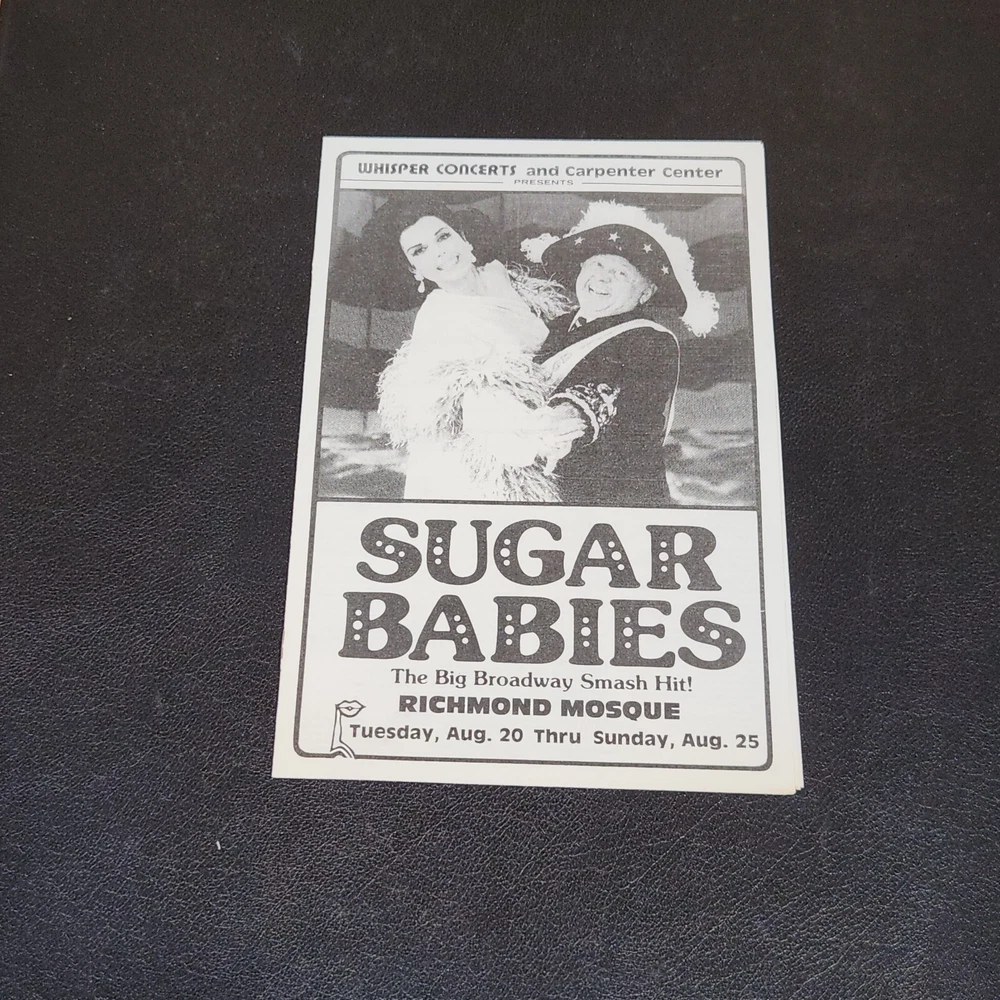 WHISPER CONCERTS and Carpenter Center
PRESENTS
SUGAR
BABIES
The Big Broadway Smash Hit!
RICHMOND MOSQUE
Tuesday, Aug. 20 Thru Sunday, Aug. 25